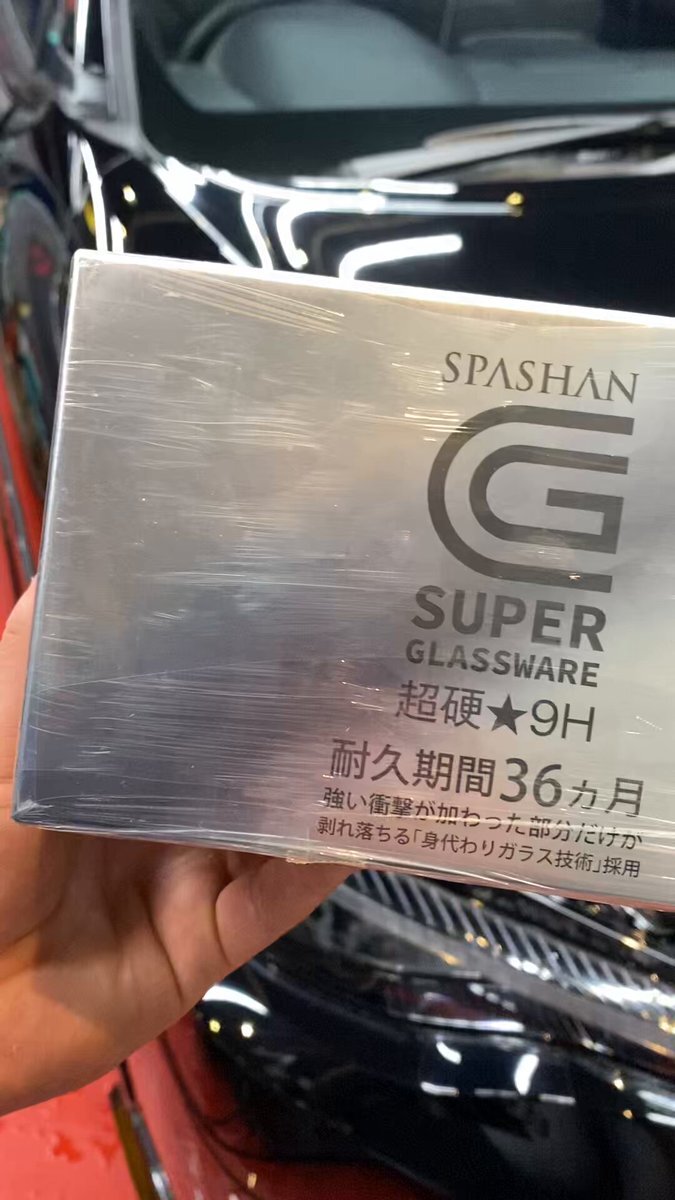 SPASHAN
G
SUPER
GLASSWARE
超硬★9H
耐久期間36ヵ月
強い衝撃が加わった部分だけが
剥れ落ちる「身代わりガラス技術」採用